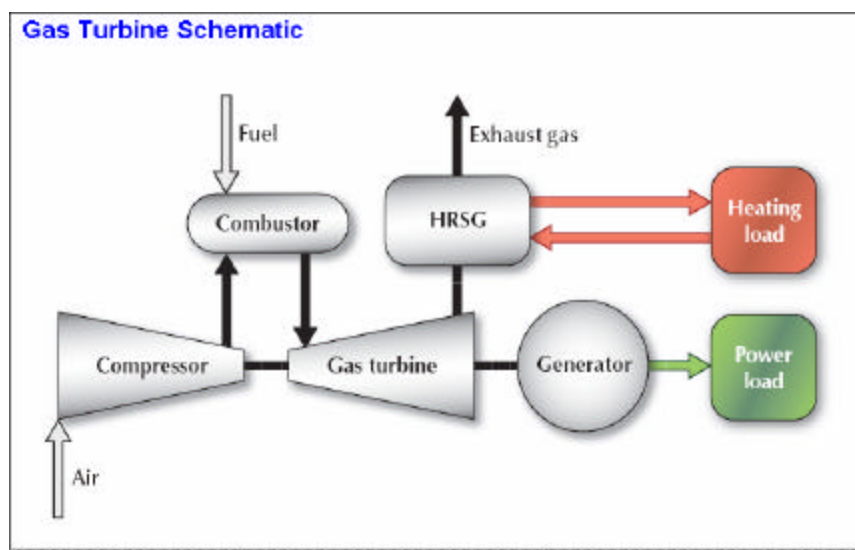 Gas Turbine Schematic
Fuel
Exhaust gas
Combustor
HRSG
Heating
load
Compressor
Gas turbine
Generator
Power
load
Air